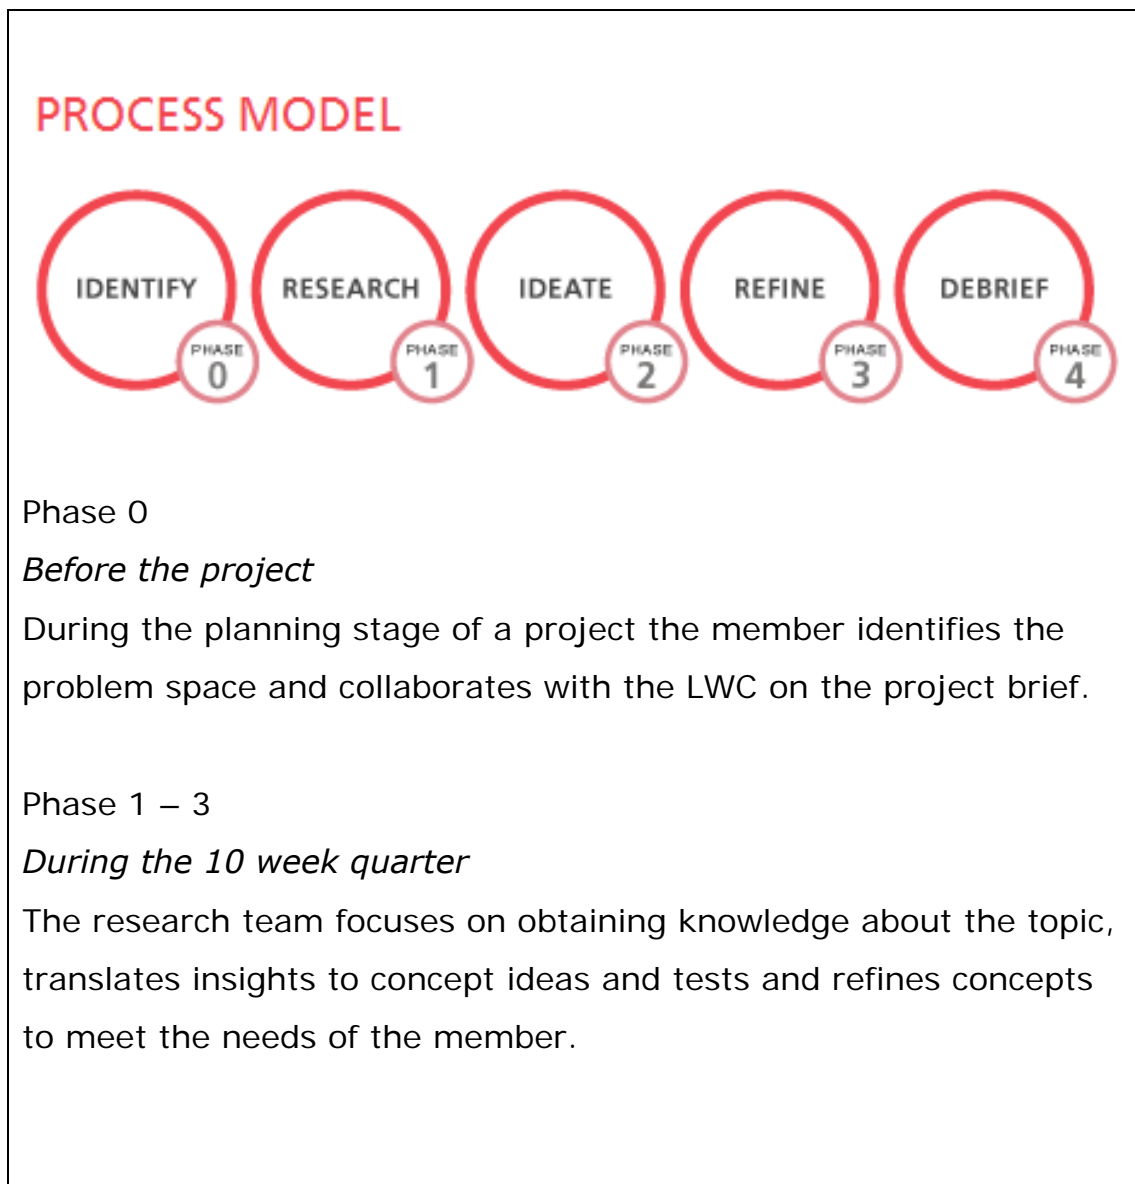 PROCESS MODEL
IDENTIFY
PHASE
0
RESEARCH
PHASE
1
IDEATE
PHASE
2
REFINE
PHASE
3
DEBRIEF
PHASE
4
Phase 0
Before the project
During the planning stage of a project the member identifies the
problem space and collaborates with the LWC on the project brief.
Phase 1 – 3
During the 10 week quarter
The research team focuses on obtaining knowledge about the topic,
translates insights to concept ideas and tests and refines concepts
to meet the needs of the member.